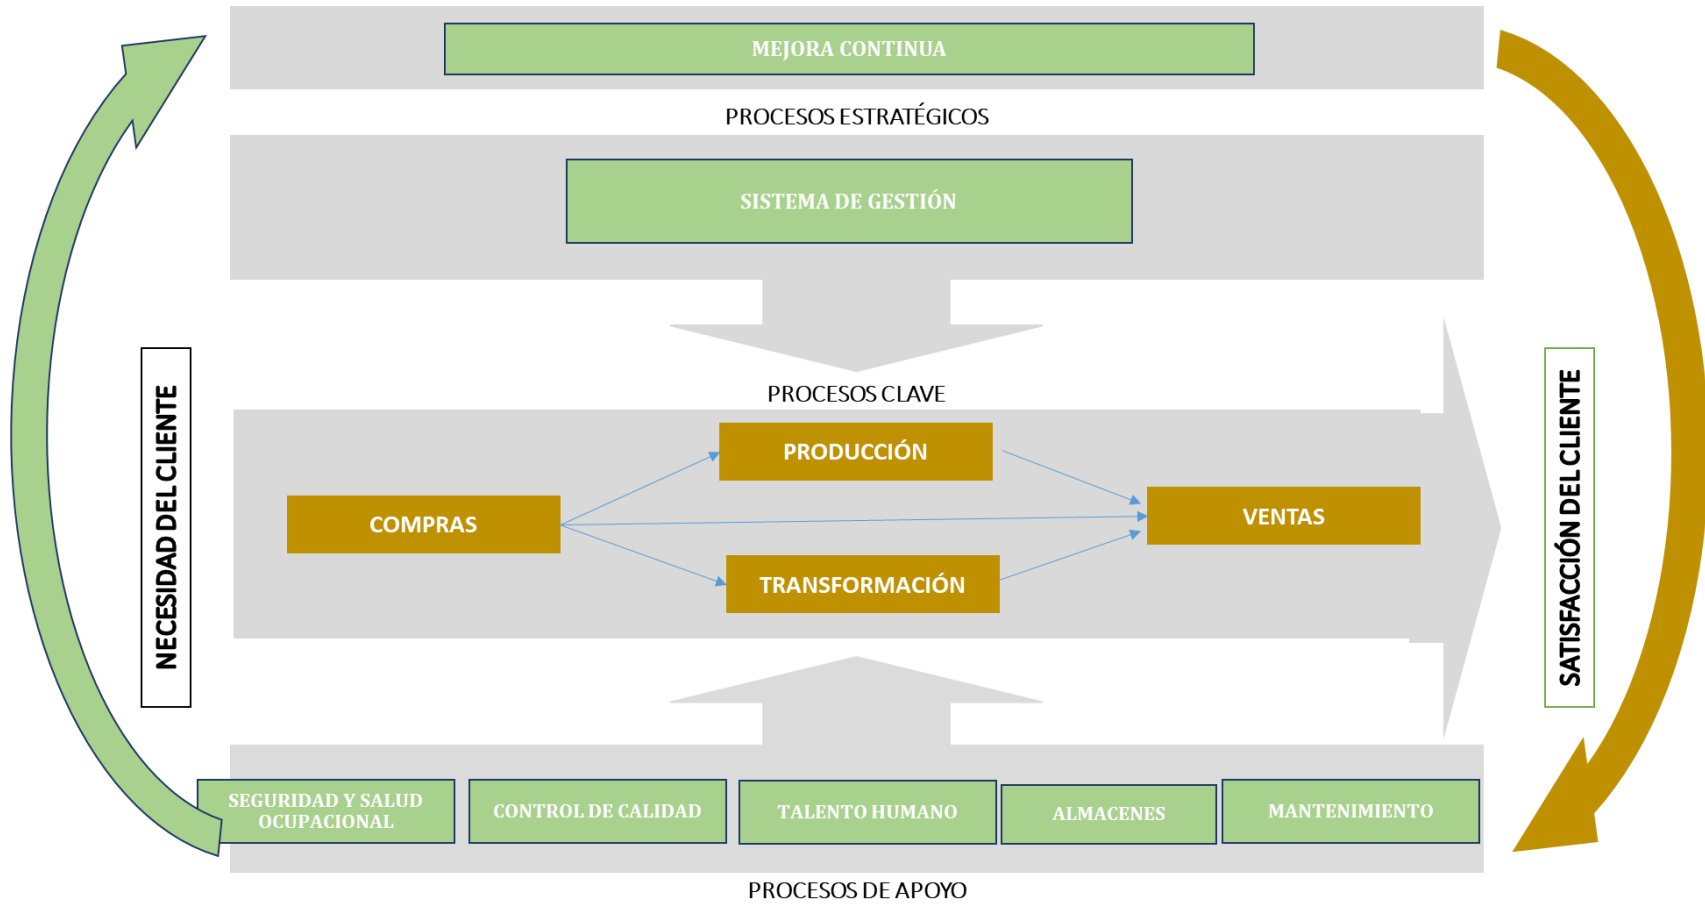 MEJORA CONTINUA
PROCESOS ESTRATÉGICOS
SISTEMA DE GESTIÓN
NECESIDAD DEL CLIENTE
PROCESOS CLAVE
PRODUCCIÓN
COMPRAS
VENTAS
TRANSFORMACIÓN
SATISFACCIÓN DEL CLIENTE
SEGURIDAD Y SALUD
OCUPACIONAL
CONTROL DE CALIDAD
TALENTO HUMANO
ALMACENES
MANTENIMIENTO
PROCESOS DE APOYO